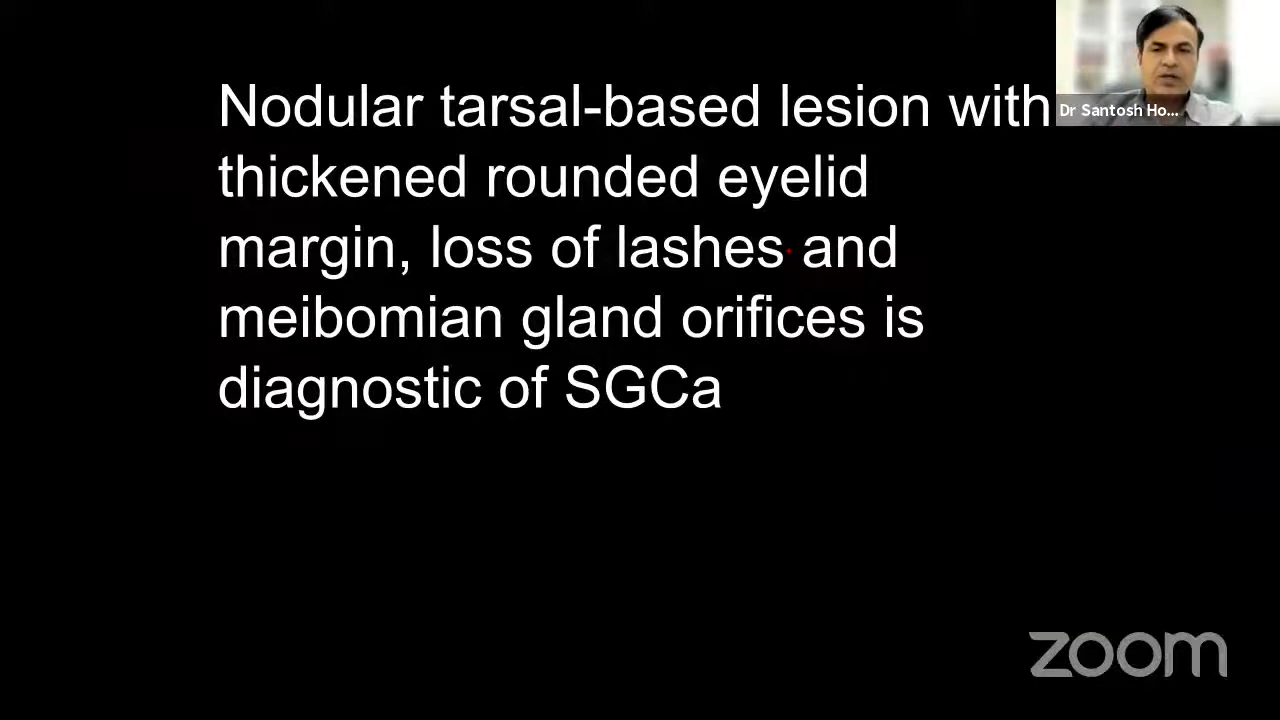 Nodular tarsal-based lesion with
thickened rounded eyelid
margin, loss of lashes and
meibomian gland orifices is
diagnostic of SGCa
Dr Santosh Ho...
zoom